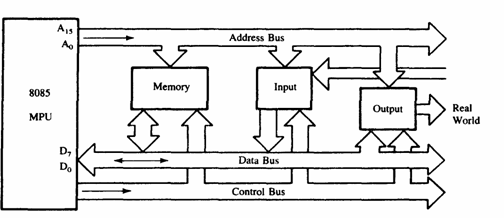 A15
Address Bus
A0
8085
MPU
Memory
Input
Output
Real
World
D7
D0
Data Bus
Control Bus